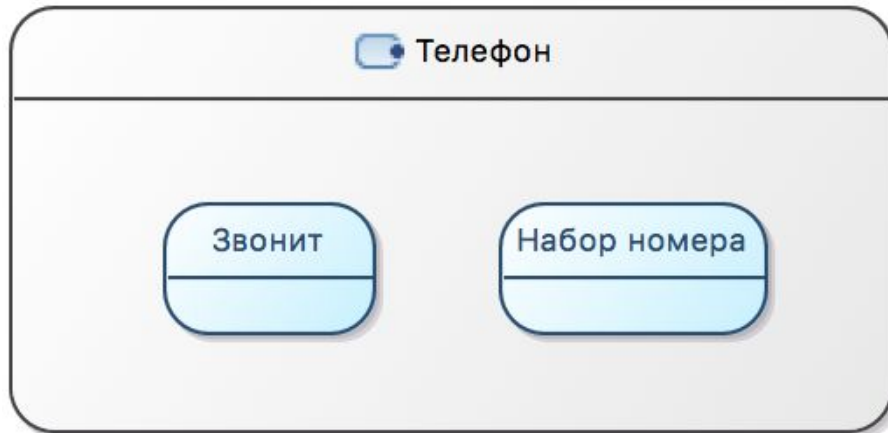 Телефон
Звонит
Набор номера